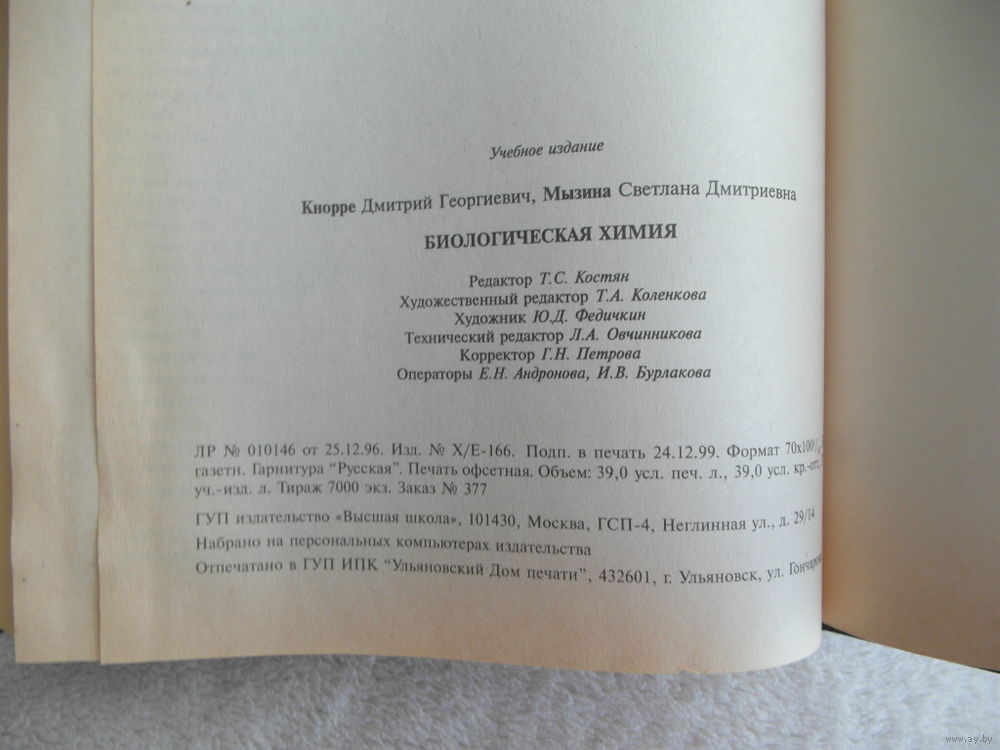 Учебное издание
Кнорре Дмитрий Георгиевич, Мызина Светлана Дмитриевна
БИОЛОГИЧЕСКАЯ ХИМИЯ
Редактор Т.С. Костян
Художественный редактор Т.А. Коленкова
Художник Ю.Д. Федичкин
Технический редактор Л.А. Овчинникова
Корректор Г.Н. Петрова
Операторы Е.Н. Андронова, И.В. Бурлакова
ЛР № 010146 от 25.12.96. Изд. № Х/Е-166. Подп. в печать 24.12.99. Формат 70х100
газетн. Гарнитура “Русская”. Печать офсетная. Объем: 39,0 усл. печ. л., 39,0 усл. кр.-отт.
уч.-изд. л. Тираж 7000 экз. Заказ № 377
ГУП издательство «Высшая школа», 101430, Москва, ГСП-4, Неглинная ул., д. 29/14
Набрано на персональных компьютерах издательства
Отпечатано в ГУП ИПК “Ульяновский Дом печати”, 432601, г. Ульяновск, ул.
www.ay.by